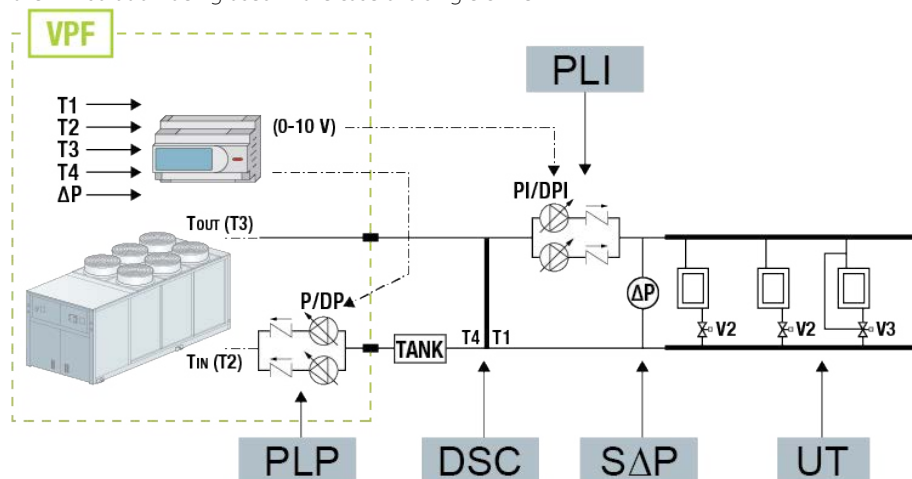 VPF
PLI
T1
T2
(0-10 V)
T3
T4
PI/DPI
ΔP
TOUT (T3)
ΔP
P/DP
V2
V2
V3
T4 T1
TIN (T2)
TANK
PLP
DSC
SΔP
UT